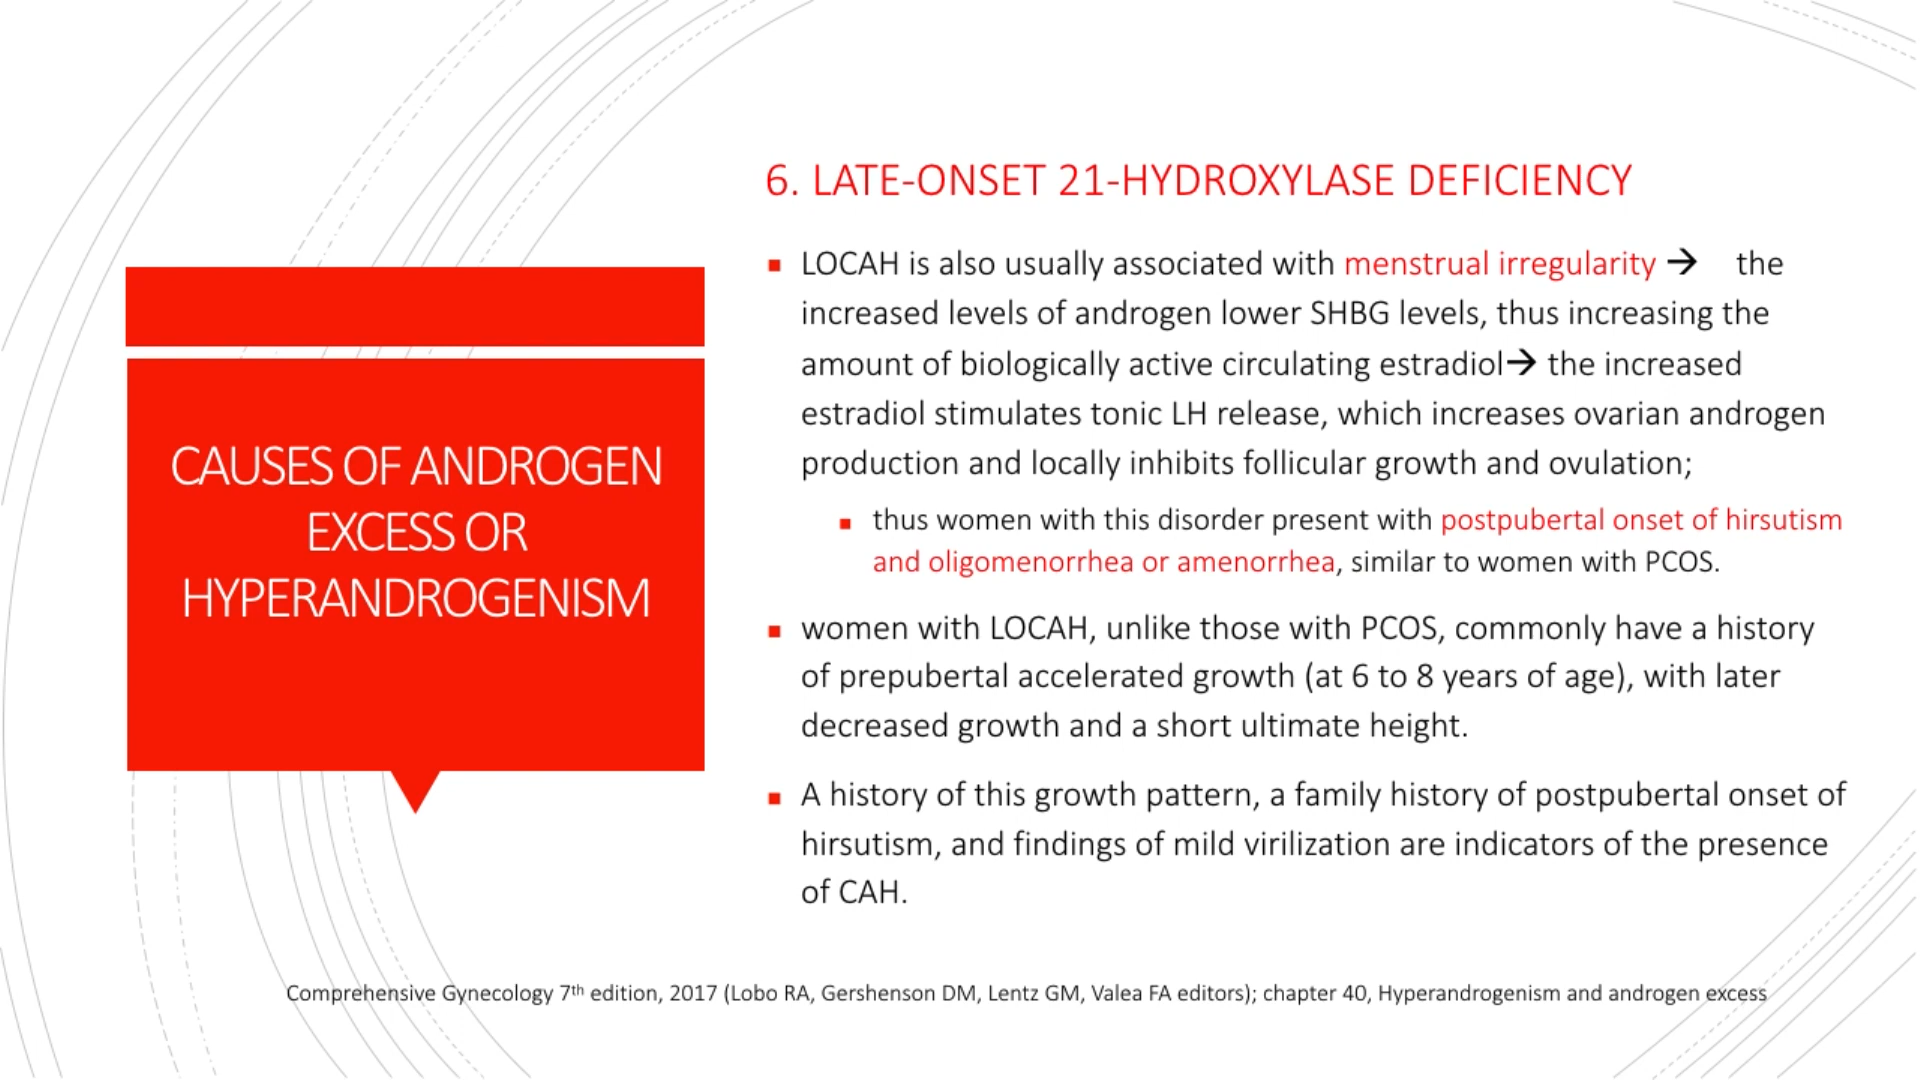 CAUSES OF ANDROGEN
EXCESS OR
HYPERANDROGENISM
6. LATE-ONSET 21-HYDROXYLASE DEFICIENCY
▪ LOCAH is also usually associated with menstrual irregularity → the
increased levels of androgen lower SHBG levels, thus increasing the
amount of biologically active circulating estradiol→ the increased
estradiol stimulates tonic LH release, which increases ovarian androgen
production and locally inhibits follicular growth and ovulation;
▪ thus women with this disorder present with postpubertal onset of hirsutism
and oligomenorrhea or amenorrhea, similar to women with PCOS.
▪ women with LOCAH, unlike those with PCOS, commonly have a history
of prepubertal accelerated growth (at 6 to 8 years of age), with later
decreased growth and a short ultimate height.
▪ A history of this growth pattern, a family history of postpubertal onset of
hirsutism, and findings of mild virilization are indicators of the presence
of CAH.
Comprehensive Gynecology 7th edition, 2017 (Lobo RA, Gershenson DM, Lentz GM, Valea FA editors); chapter 40, Hyperandrogenism and androgen excess